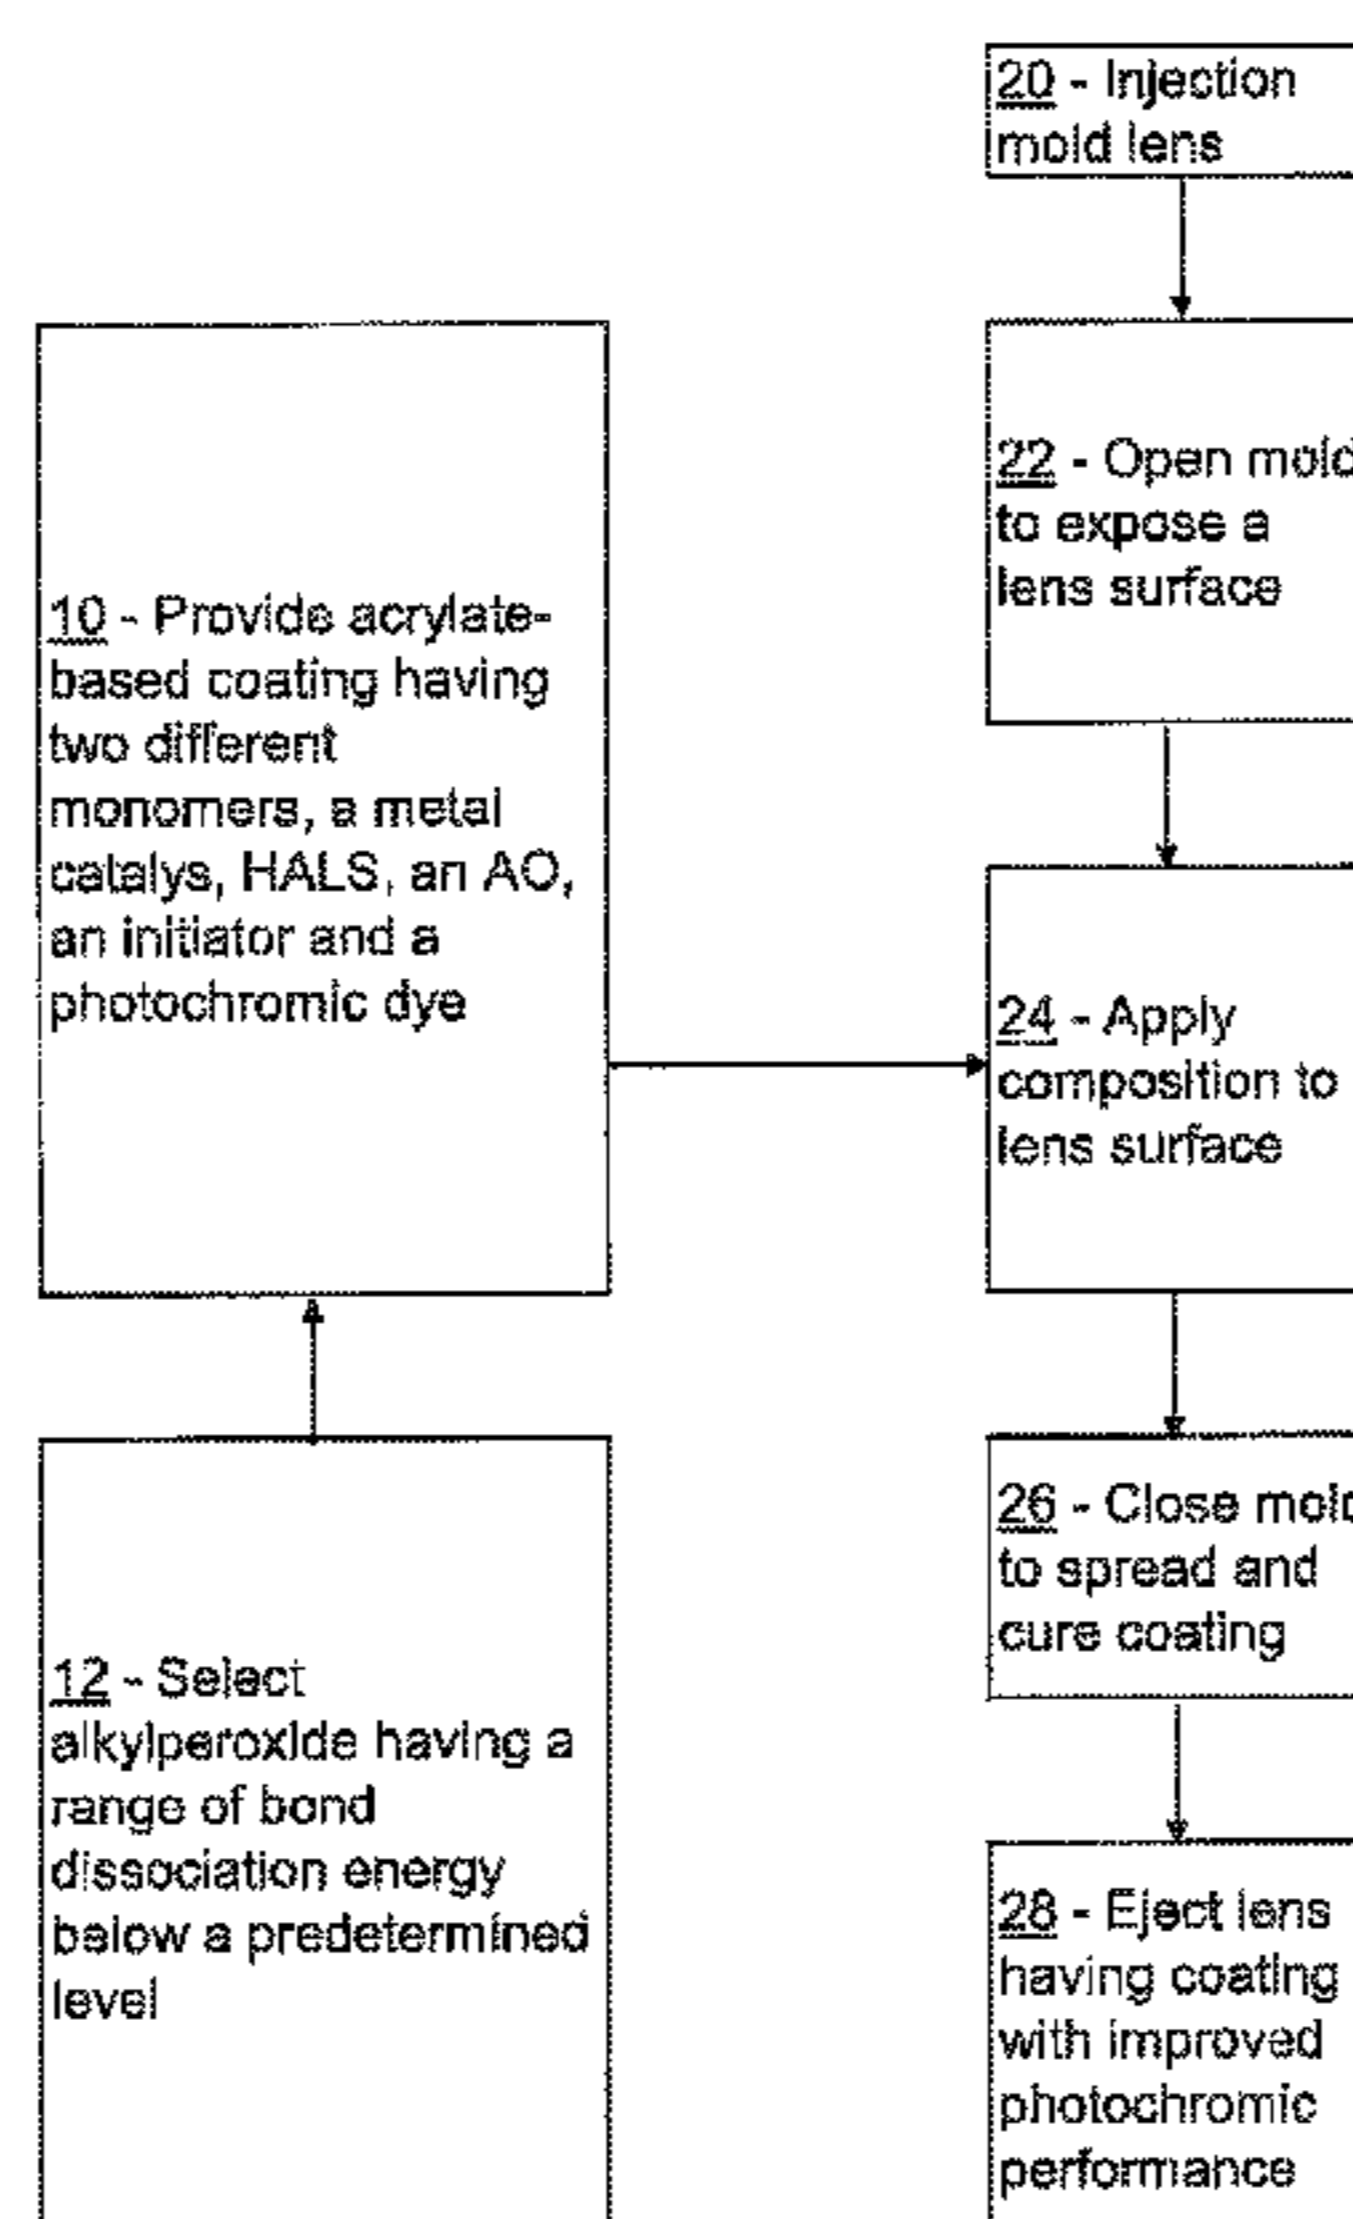 20 - Injection
mold lens
22 - Open mold
to expose a
lens surface
10 - Provide acrylate-
based coating having
two different
monomers, a metal
catalys, HALS, an AO,
an initiator and a
photochromic dye
24 - Apply
composition to
lens surface
26 - Close mold
to spread and
cure coating
12 - Select
alkylperoxide having a
range of bond
dissociation energy
below a predetermined
level
28 - Eject lens
having coating
with improved
photochromic
performance